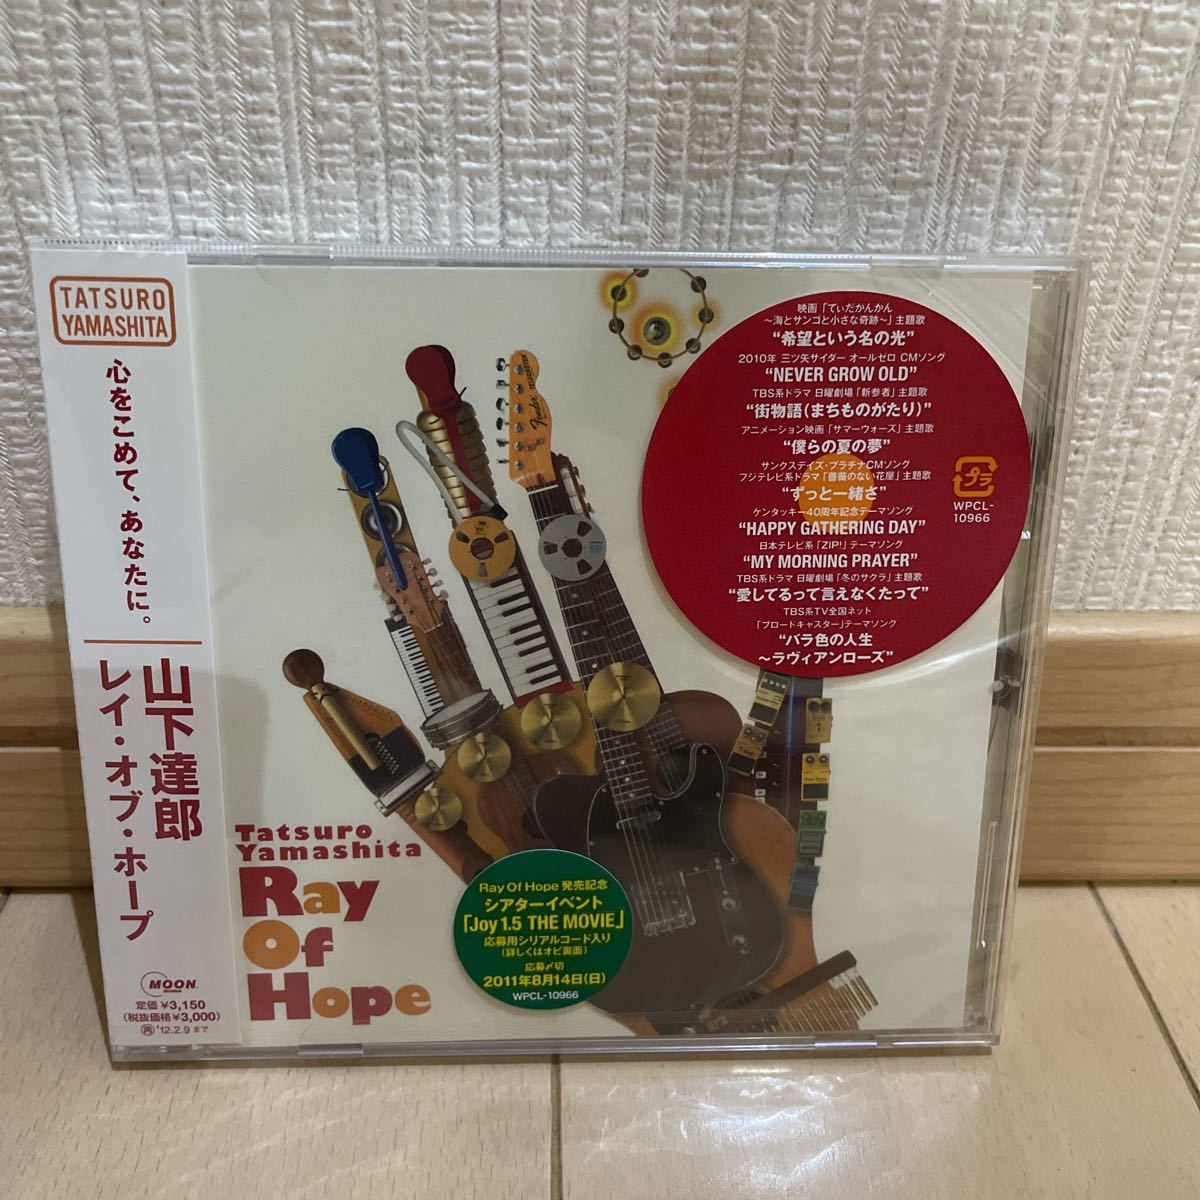 TATSURO
YAMASHITA
心をこめて、あなたに。
山下達郎
レイ・オブ・ホープ
MOON
定価¥3,150
(税抜価格¥3,000)
再'12.2.9まで
Fender
TELECASTER
映画「てぃだかんかん
～海とサンゴと小さな奇跡～」主題歌
“希望という名の光”
2010年 三ツ矢サイダー オールゼロ CMソング
“NEVER GROW OLD”
TBS系ドラマ 日曜劇場「新参者」主題歌
“街物語(まちものがたり)”
アニメーション映画「サマーウォーズ」主題歌
“僕らの夏の夢”
サンクスデイズ・プラチナCMソング
フジテレビ系ドラマ「薔薇のない花屋」主題歌
“ずっと一緒さ”
ケンタッキー40周年記念テーマソング
“HAPPY GATHERING DAY”
日本テレビ系「ZIP!」テーマソング
“MY MORNING PRAYER”
TBS系ドラマ 日曜劇場「冬のサクラ」主題歌
“愛してるって言えなくたって”
TBS系TV全国ネット
「ブロードキャスター」テーマソング
“バラ色の人生
～ラヴィアンローズ”
プラ
WPCL-
10966
Tatsuro
Yamashita
Ray
Of
Hope
Ray Of Hope 発売記念
シアターイベント
「Joy 1.5 THE MOVIE」
応募用シリアルコード入り
(詳しくはオビ裏面)
応募〆切
2011年8月14日(日)
WPCL-10966